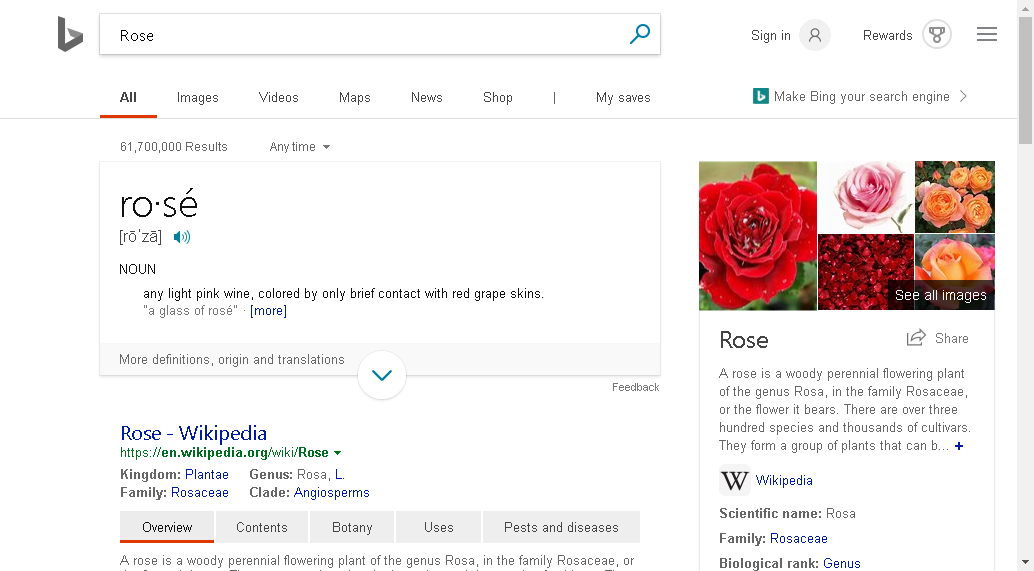 Rose
Sign in
Rewards
All
Images
Videos
Maps
News
Shop
|
My saves
Make Bing your search engine
61,700,000 Results
Any time
ro·sé
[rōˈzā]
NOUN
any light pink wine, colored by only brief contact with red grape skins.
"a glass of rosé" · [more]
More definitions, origin and translations
Feedback
Rose - Wikipedia
https://en.wikipedia.org/wiki/Rose
Kingdom: Plantae Genus: Rosa, L.
Family: Rosaceae Clade: Angiosperms
Overview
Contents
Botany
Uses
Pests and diseases
A rose is a woody perennial flowering plant of the genus Rosa, in the family Rosaceae, or
See all images
Rose
Share
A rose is a woody perennial flowering plant
of the genus Rosa, in the family Rosaceae,
or the flower it bears. There are over three
hundred species and thousands of cultivars.
They form a group of plants that can b... +
W Wikipedia
Scientific name: Rosa
Family: Rosaceae
Biological rank: Genus